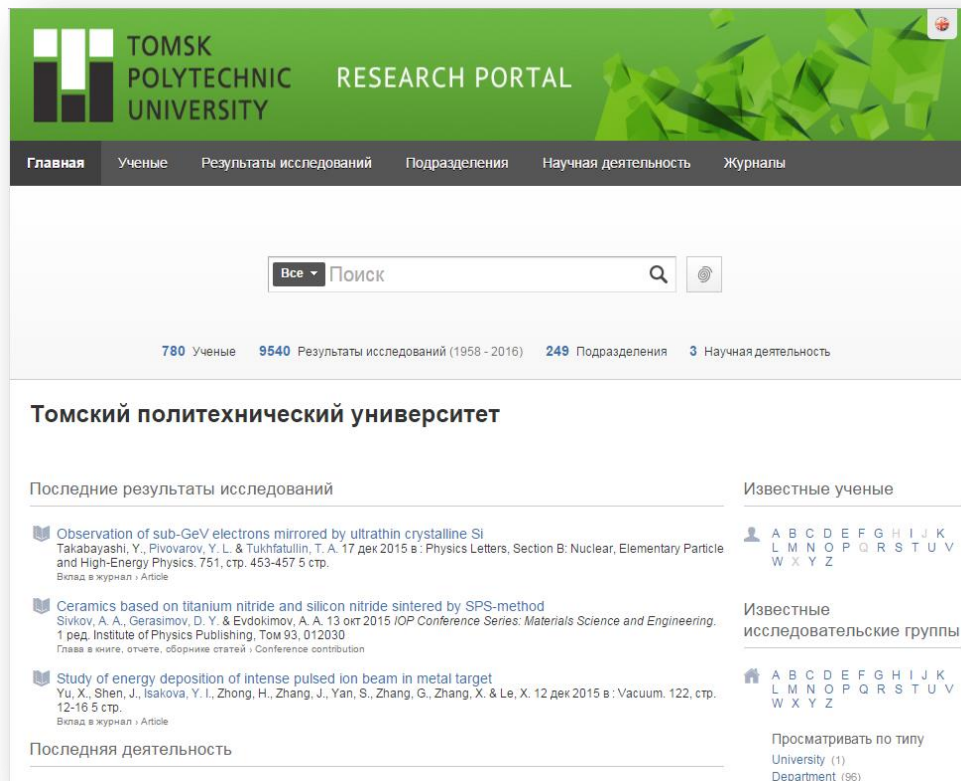 TOMSK
POLYTECHNIC
UNIVERSITY
RESEARCH PORTAL
Главная Ученые Результаты исследований Подразделения Научная деятельность Журналы
Все Поиск
780 Ученые 9540 Результаты исследований (1958 - 2016) 249 Подразделения 3 Научная деятельность
Томский политехнический университет
Последние результаты исследований
Observation of sub-GeV electrons mirrored by ultrathin crystalline Si
Takabayashi, Y., Pivovarov, Y. L. & Tukhfatullin, T. A. 17 дек 2015 в : Physics Letters, Section B: Nuclear, Elementary Particle
and High-Energy Physics. 751, стр. 453-457 5 стр.
Вклад в журнал › Article
Ceramics based on titanium nitride and silicon nitride sintered by SPS-method
Sivkov, A. A., Gerasimov, D. Y. & Evdokimov, A. A. 13 окт 2015 IOP Conference Series: Materials Science and Engineering.
1 ред. Institute of Physics Publishing, Том 93, 012030
Глава в книге, отчете, сборнике статей › Conference contribution
Study of energy deposition of intense pulsed ion beam in metal target
Yu, X., Shen, J., Isakova, Y. I., Zhong, H., Zhang, J., Yan, S., Zhang, G., Zhang, X. & Le, X. 12 дек 2015 в : Vacuum. 122, стр.
12-16 5 стр.
Вклад в журнал › Article
Последняя деятельность
Известные ученые
A B C D E F G H I J K
L M N O P Q R S T U V
W X Y Z
Известные
исследовательские группы
A B C D E F G H I J K
L M N O P Q R S T U V
W X Y Z
Просматривать по типу
University (1)
Department (96)